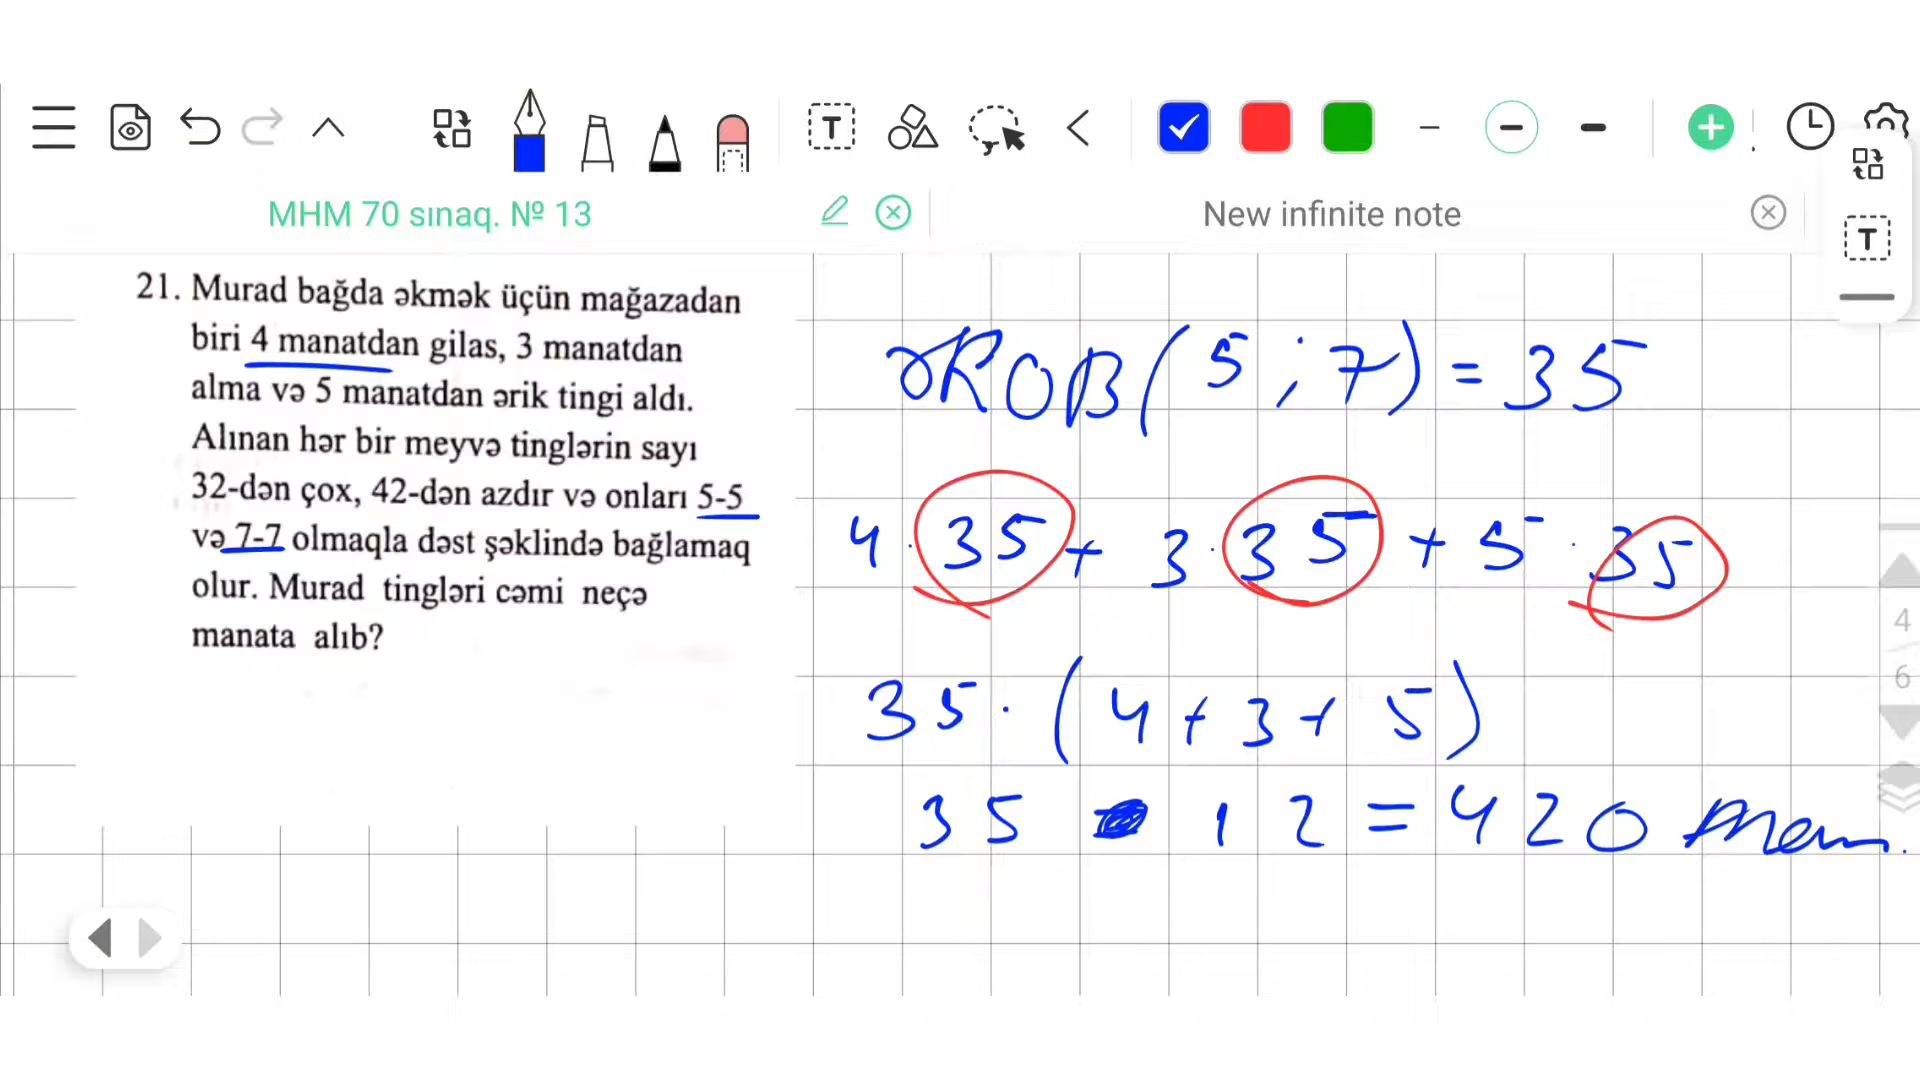 T
T
MHM 70 sınaq. № 13
New infinite note
21. Murad bağda əkmək üçün mağazadan
biri 4 manatdan gilas, 3 manatdan
alma və 5 manatdan ərik tingi aldı.
Alınan hər bir meyvə tinglərin sayı
32-dən çox, 42-dən azdır və onları 5-5
və 7-7 olmaqla dəst şəklində bağlamaq
olur. Murad tingləri cəmi neçə
manata alıb?
ƏKOB(5;7)=35
4·35+3·35+5·35
35·(4+3+5)
35·12=420 man.
4
6